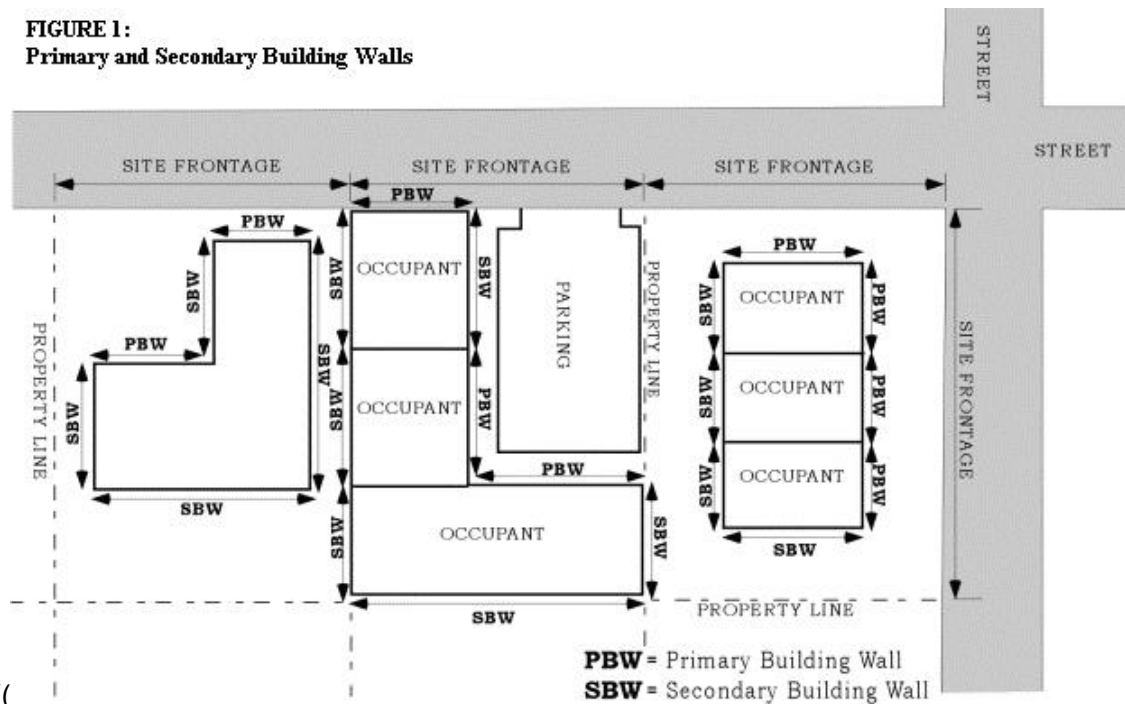 FIGURE 1:
Primary and Secondary Building Walls
STREET
STREET
SITE FRONTAGE
SITE FRONTAGE
SITE FRONTAGE
PBW
PBW
PBW
SBW
SBW
OCCUPANT
SBW
PARKING
PROPERTY LINE
SBW
OCCUPANT
PBW
SITE FRONTAGE
PROPERTY LINE
PBW
SBW
SBW
SBW
OCCUPANT
PBW
SBW
OCCUPANT
PBW
PBW
SBW
OCCUPANT
PBW
SBW
SBW
OCCUPANT
SBW
SBW
SBW
PROPERTY LINE
PBW = Primary Building Wall
SBW = Secondary Building Wall
(